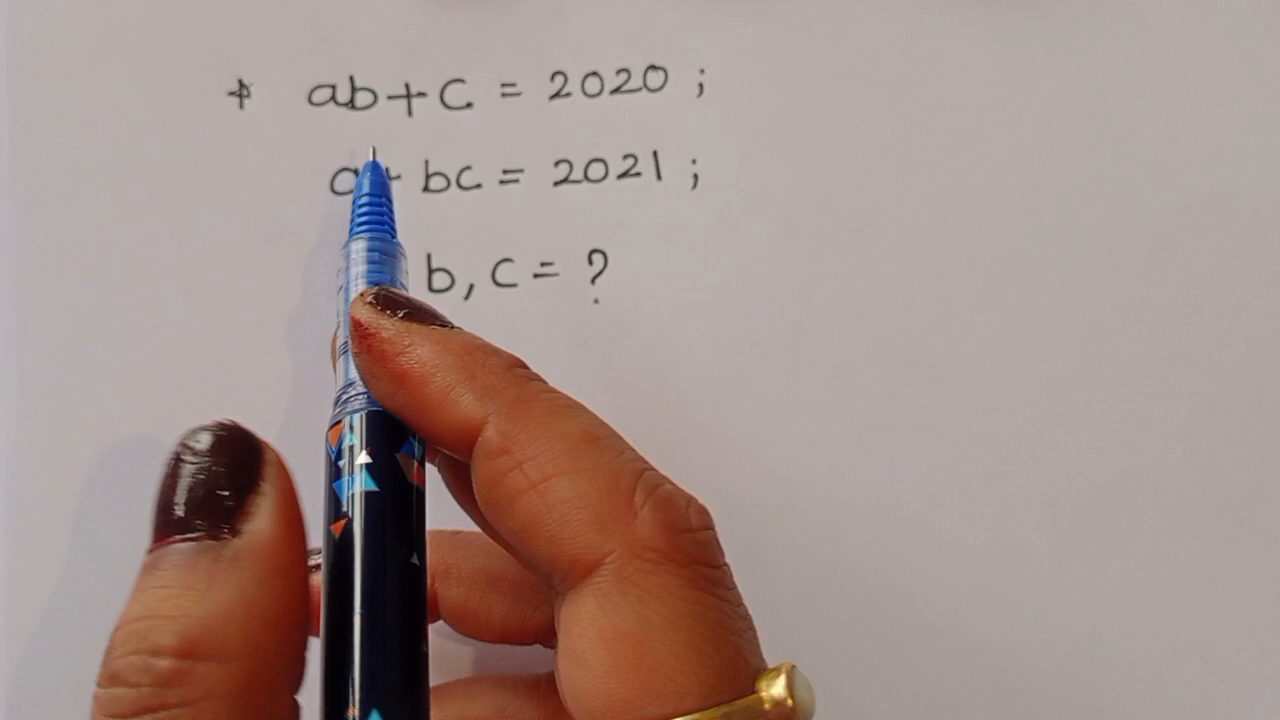 * ab+c = 2020 ;
a+ bc = 2021 ;
b, c = ?